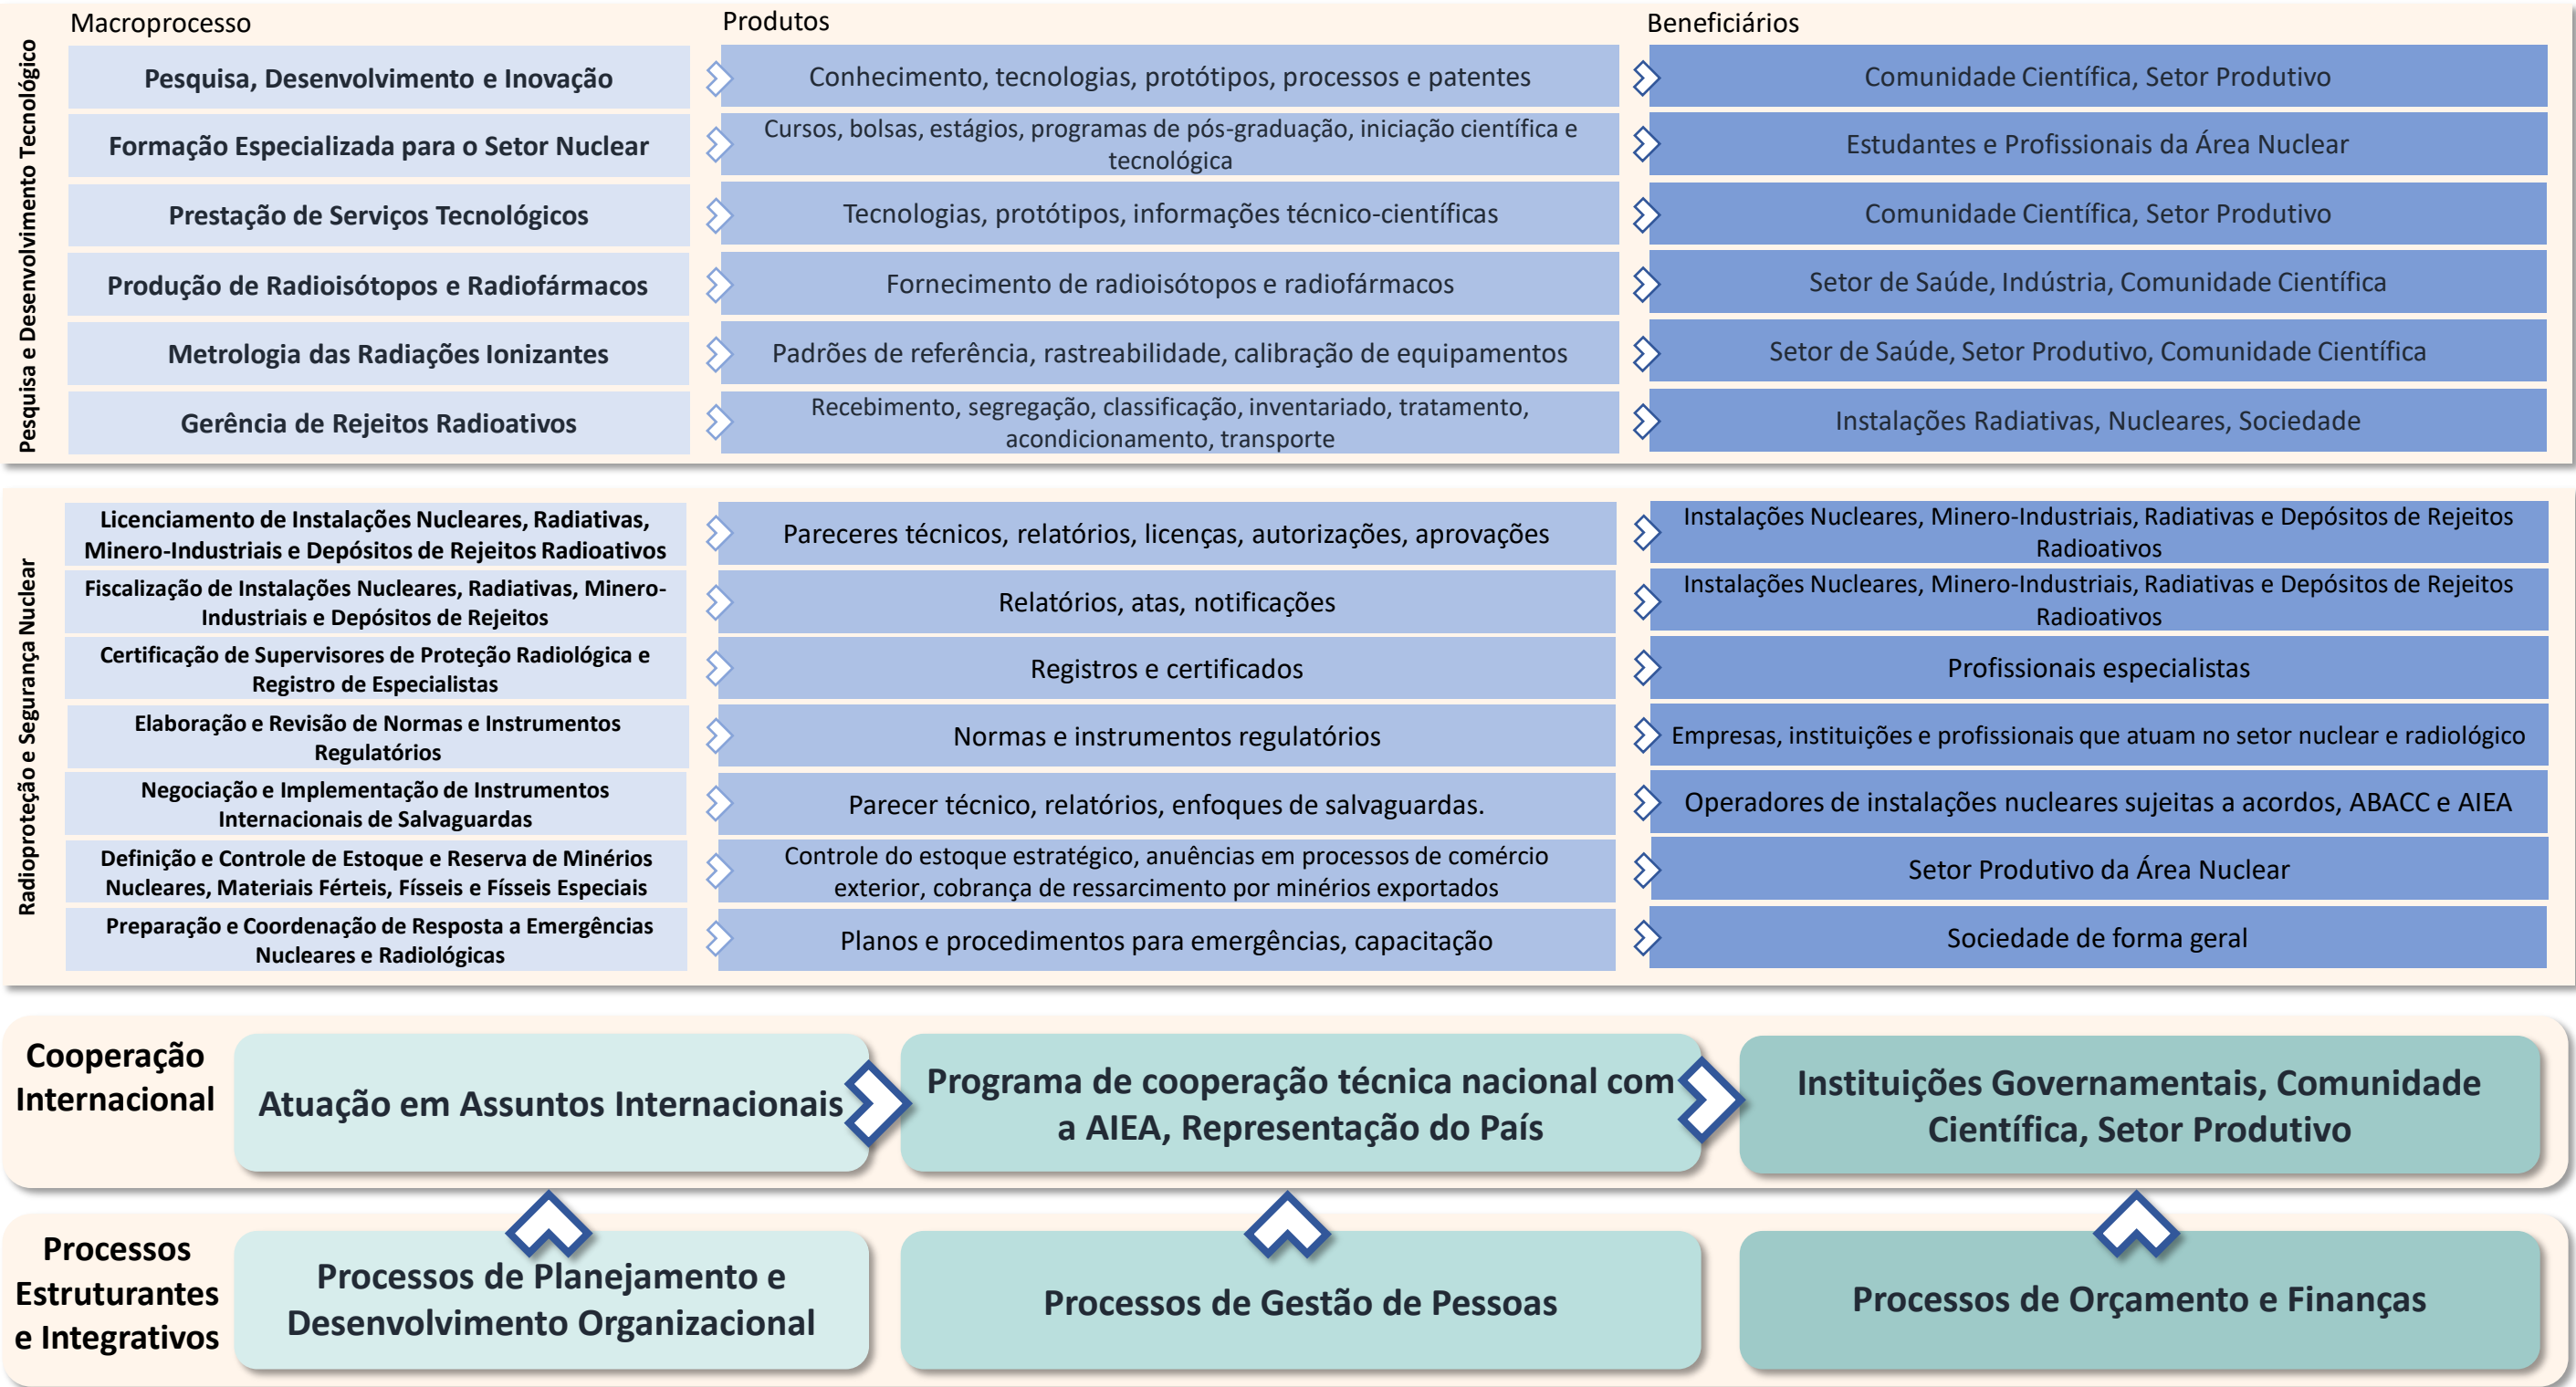 Macroprocesso
Produtos
Beneficiários
Pesquisa e Desenvolvimento Tecnológico
Pesquisa, Desenvolvimento e Inovação
Conhecimento, tecnologias, protótipos, processos e patentes
Comunidade Científica, Setor Produtivo
Formação Especializada para o Setor Nuclear
Cursos, bolsas, estágios, programas de pós-graduação, iniciação científica e
tecnológica
Estudantes e Profissionais da Área Nuclear
Prestação de Serviços Tecnológicos
Tecnologias, protótipos, informações técnico-científicas
Comunidade Científica, Setor Produtivo
Produção de Radioisótopos e Radiofármacos
Fornecimento de radioisótopos e radiofármacos
Setor de Saúde, Indústria, Comunidade Científica
Metrologia das Radiações Ionizantes
Padrões de referência, rastreabilidade, calibração de equipamentos
Setor de Saúde, Setor Produtivo, Comunidade Científica
Gerência de Rejeitos Radioativos
Recebimento, segregação, classificação, inventariado, tratamento,
acondicionamento, transporte
Instalações Radiativas, Nucleares, Sociedade
Radioproteção e Segurança Nuclear
Licenciamento de Instalações Nucleares, Radiativas,
Minero-Industriais e Depósitos de Rejeitos Radioativos
Pareceres técnicos, relatórios, licenças, autorizações, aprovações
Instalações Nucleares, Minero-Industriais, Radiativas e Depósitos de Rejeitos
Radioativos
Fiscalização de Instalações Nucleares, Radiativas, Minero-
Industriais e Depósitos de Rejeitos
Relatórios, atas, notificações
Instalações Nucleares, Minero-Industriais, Radiativas e Depósitos de Rejeitos
Radioativos
Certificação de Supervisores de Proteção Radiológica e
Registro de Especialistas
Registros e certificados
Profissionais especialistas
Elaboração e Revisão de Normas e Instrumentos
Regulatórios
Normas e instrumentos regulatórios
Empresas, instituições e profissionais que atuam no setor nuclear e radiológico
Negociação e Implementação de Instrumentos
Internacionais de Salvaguardas
Parecer técnico, relatórios, enfoques de salvaguardas.
Operadores de instalações nucleares sujeitas a acordos, ABACC e AIEA
Definição e Controle de Estoque e Reserva de Minérios
Nucleares, Materiais Férteis, Físseis e Físseis Especiais
Controle do estoque estratégico, anuências em processos de comércio
exterior, cobrança de ressarcimento por minérios exportados
Setor Produtivo da Área Nuclear
Preparação e Coordenação de Resposta a Emergências
Nucleares e Radiológicas
Planos e procedimentos para emergências, capacitação
Sociedade de forma geral
Cooperação
Internacional
Atuação em Assuntos Internacionais
Programa de cooperação técnica nacional com
a AIEA, Representação do País
Instituições Governamentais, Comunidade
Científica, Setor Produtivo
Processos
Estruturantes
e Integrativos
Processos de Planejamento e
Desenvolvimento Organizacional
Processos de Gestão de Pessoas
Processos de Orçamento e Finanças